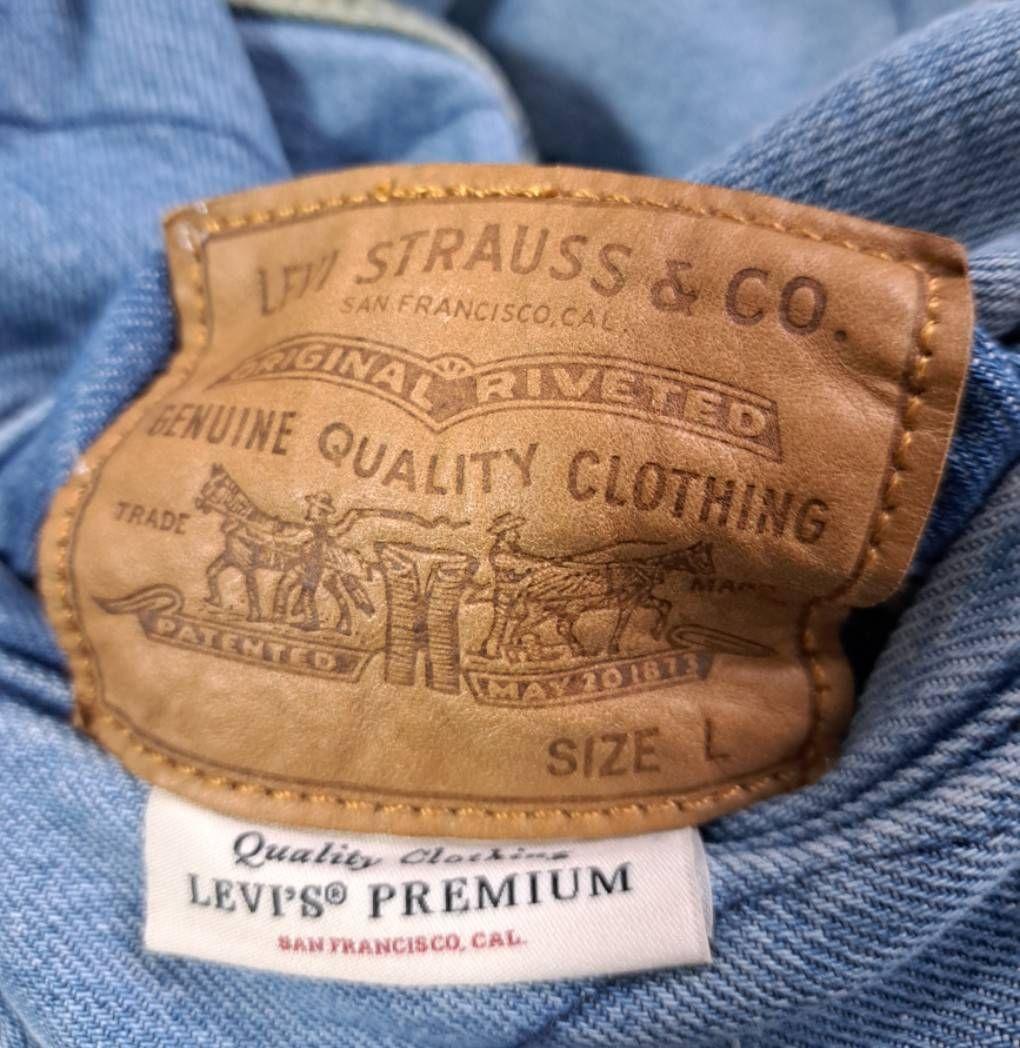 LEVI STRAUSS & CO.
SAN FRANCISCO, CAL.
ORIGINAL RIVETED
GENUINE QUALITY CLOTHING
TRADE MARK
PATENTED MAY 20 1873
SIZE L
Quality Clothing
LEVI'S® PREMIUM
SAN FRANCISCO, CAL.